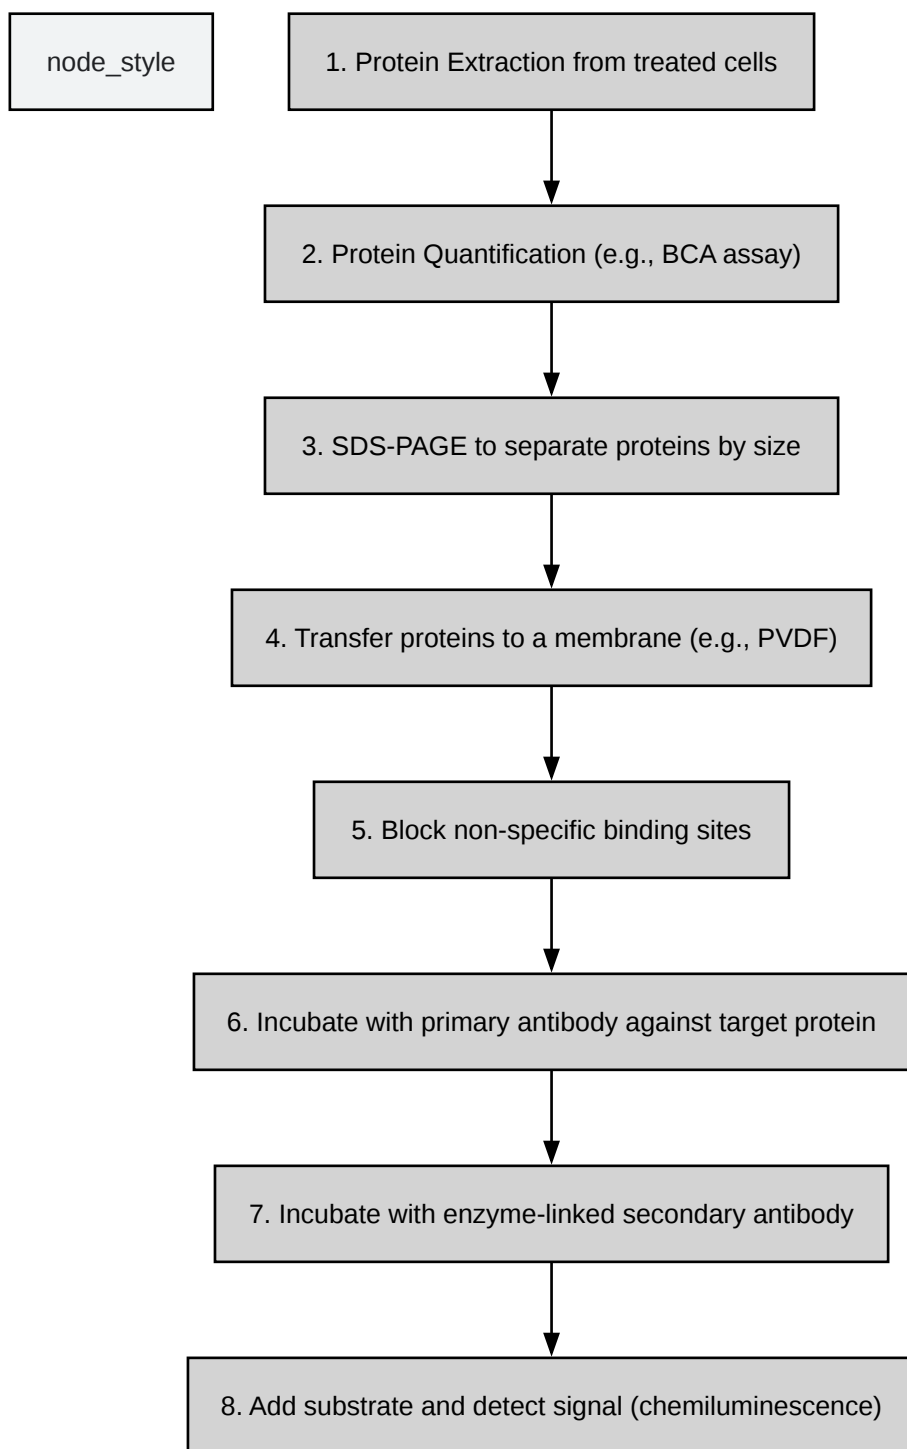 node_style
1. Protein Extraction from treated cells
2. Protein Quantification (e.g., BCA assay)
3. SDS-PAGE to separate proteins by size
4. Transfer proteins to a membrane (e.g., PVDF)
5. Block non-specific binding sites
6. Incubate with primary antibody against target protein
7. Incubate with enzyme-linked secondary antibody
8. Add substrate and detect signal (chemiluminescence)